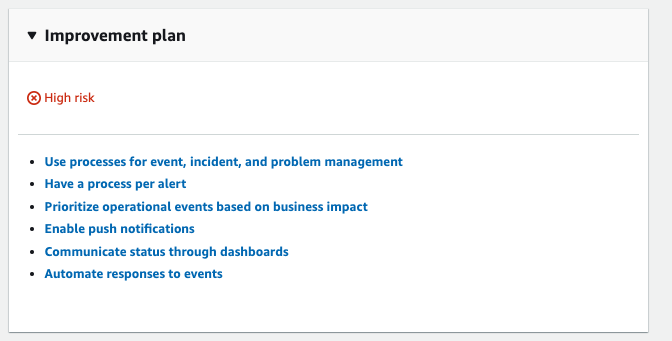 Improvement plan
High risk
Use processes for event, incident, and problem management
Have a process per alert
Prioritize operational events based on business impact
Enable push notifications
Communicate status through dashboards
Automate responses to events